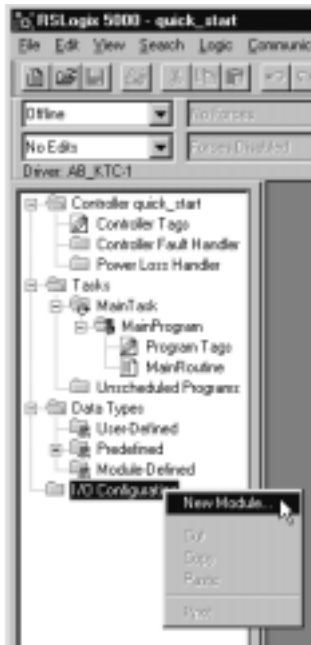 RSLogix 5000 - quick_start
File Edit View Search Logic Communic
Offline
No Forces
No Edits
Forces Disabled
Driver: AB_KTC-1
Controller quick_start
Controller Tags
Controller Fault Handler
Power Loss Handler
Tasks
MainTask
MainProgram
Program Tags
MainRoutine
Unscheduled Programs
Data Types
User-Defined
Predefined
Module-Defined
I/O Configuration
New Module...
Cut
Copy
Paste
Print